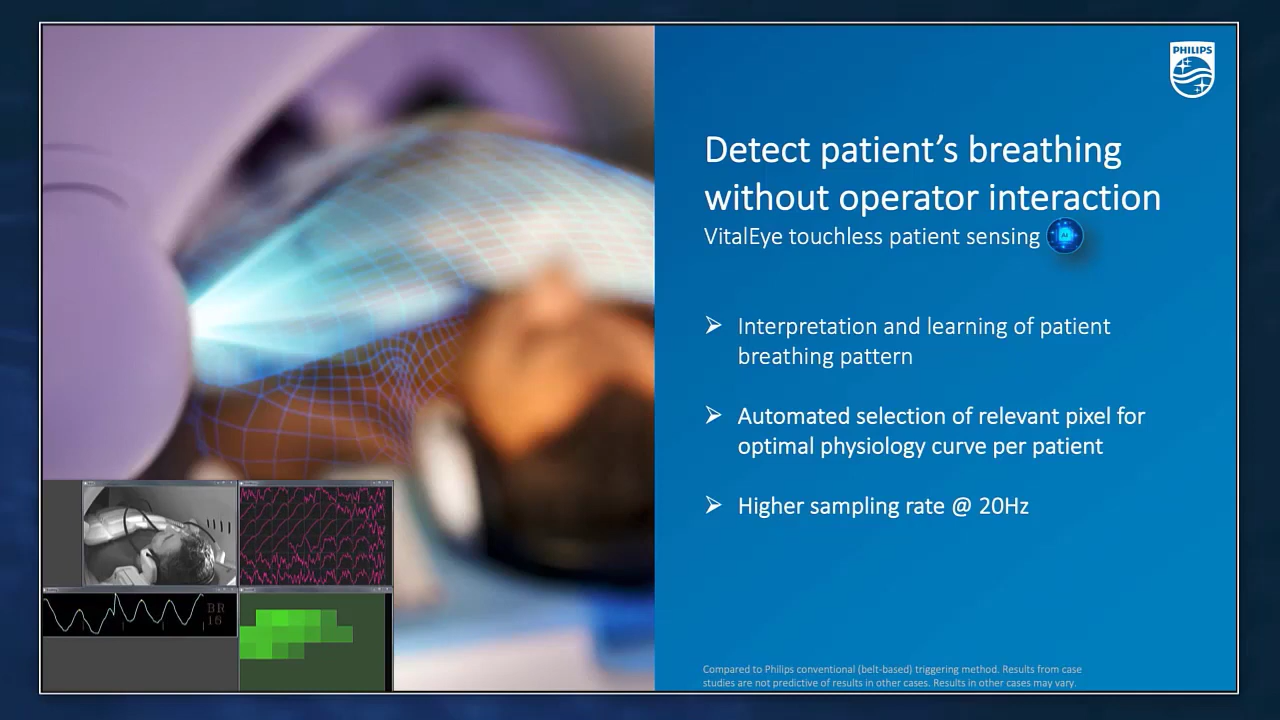 PHILIPS
Detect patient’s breathing
without operator interaction
VitalEye touchless patient sensing
AI
➢ Interpretation and learning of patient
breathing pattern
➢ Automated selection of relevant pixel for
optimal physiology curve per patient
➢ Higher sampling rate @ 20Hz
BR
16
Compared to Philips conventional (belt-based) triggering method. Results from case
studies are not predictive of results in other cases. Results in other cases may vary.